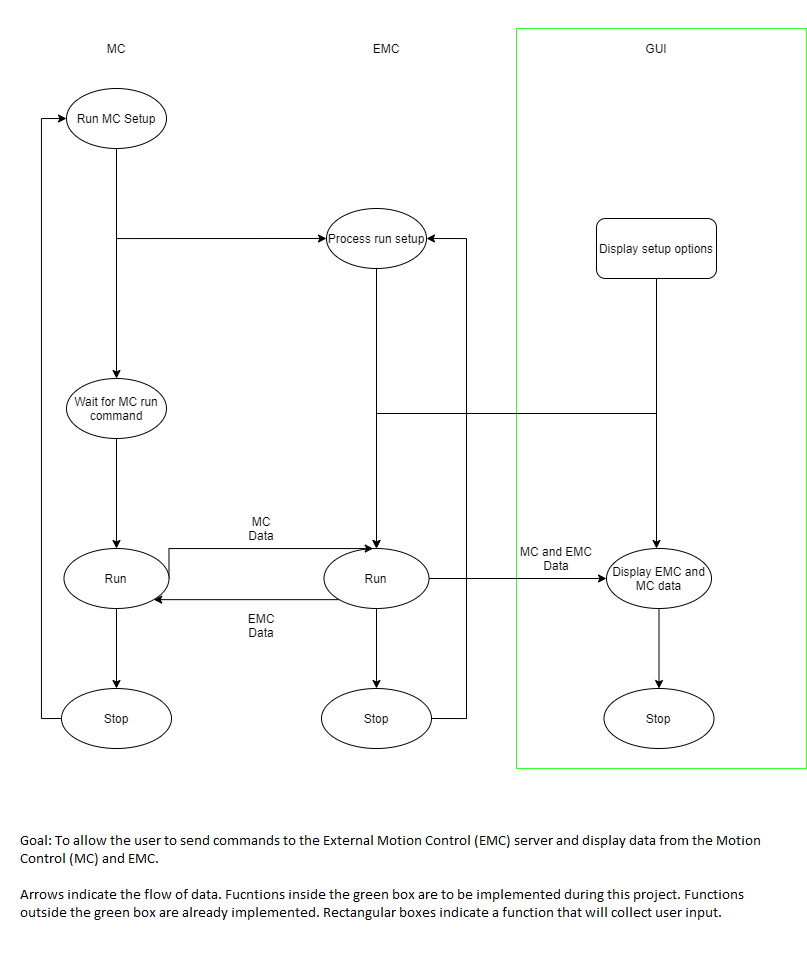 MC
EMC
GUI
Run MC Setup
Process run setup
Display setup options
Wait for MC run
command
MC
Data
MC and EMC
Data
Run
Run
Display EMC and
MC data
EMC
Data
Stop
Stop
Stop
Goal: To allow the user to send commands to the External Motion Control (EMC) server and display data from the Motion
Control (MC) and EMC.
Arrows indicate the flow of data. Fucntions inside the green box are to be implemented during this project. Functions
outside the green box are already implemented. Rectangular boxes indicate a function that will collect user input.